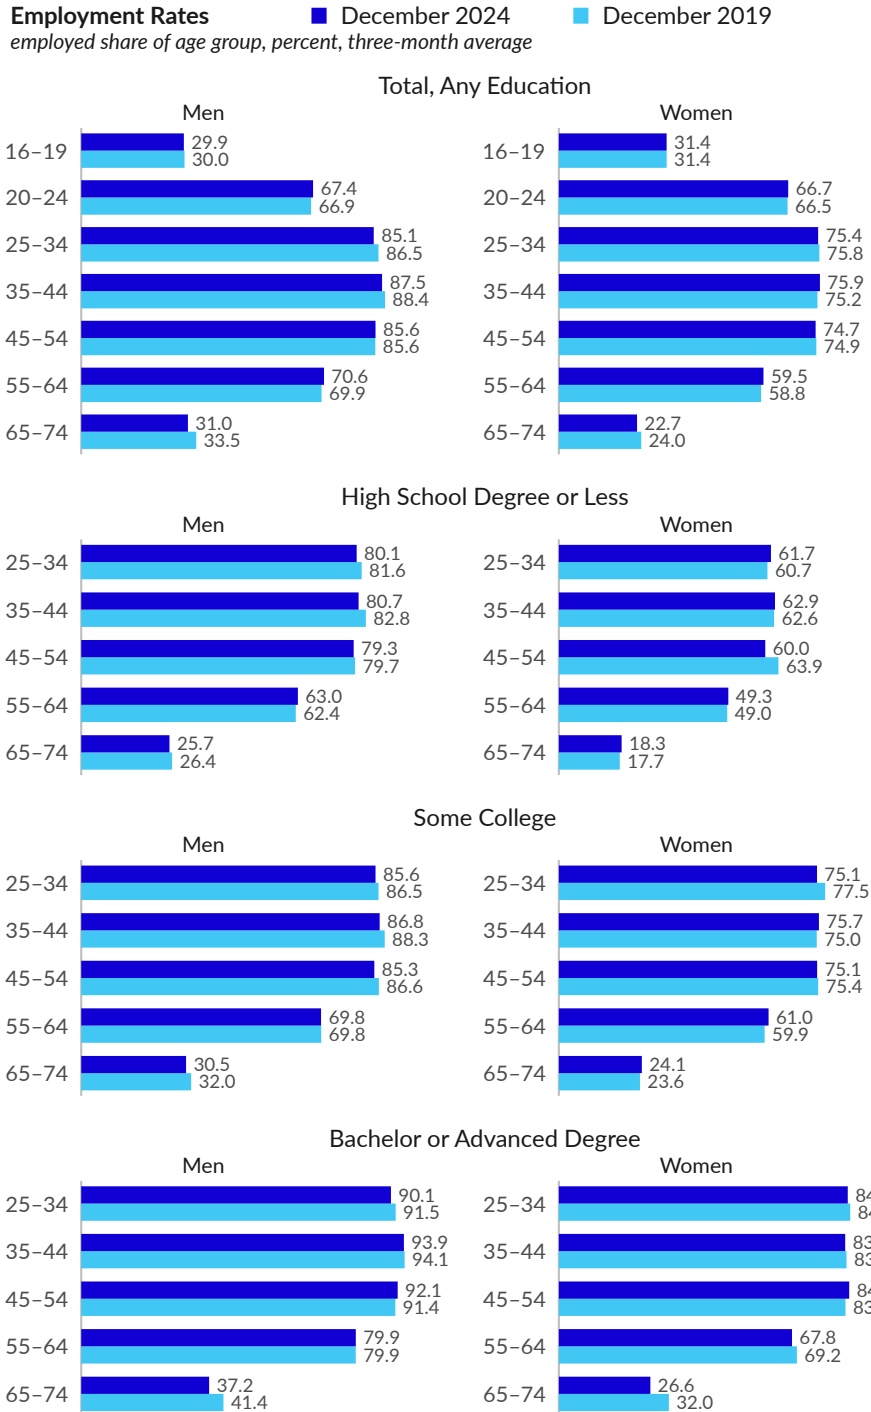 Employment Rates December 2024 December 2019
employed share of age group, percent, three-month average
Total, Any Education
Men Women
16–19 29.9 30.0 16–19 31.4 31.4
20–24 67.4 66.9 20–24 66.7 66.5
25–34 85.1 86.5 25–34 75.4 75.8
35–44 87.5 88.4 35–44 75.9 75.2
45–54 85.6 85.6 45–54 74.7 74.9
55–64 70.6 69.9 55–64 59.5 58.8
65–74 31.0 33.5 65–74 22.7 24.0
High School Degree or Less
Men Women
25–34 80.1 81.6 25–34 61.7 60.7
35–44 80.7 82.8 35–44 62.9 62.6
45–54 79.3 79.7 45–54 60.0 63.9
55–64 63.0 62.4 55–64 49.3 49.0
65–74 25.7 26.4 65–74 18.3 17.7
Some College
Men Women
25–34 85.6 86.5 25–34 75.1 77.5
35–44 86.8 88.3 35–44 75.7 75.0
45–54 85.3 86.6 45–54 75.1 75.4
55–64 69.8 69.8 55–64 61.0 59.9
65–74 30.5 32.0 65–74 24.1 23.6
Bachelor or Advanced Degree
Men Women
25–34 90.1 91.5 25–34
35–44 93.9 94.1 35–44
45–54 92.1 91.4 45–54
55–64 79.9 79.9 55–64 67.8 69.2
65–74 37.2 41.4 65–74 26.6 32.0